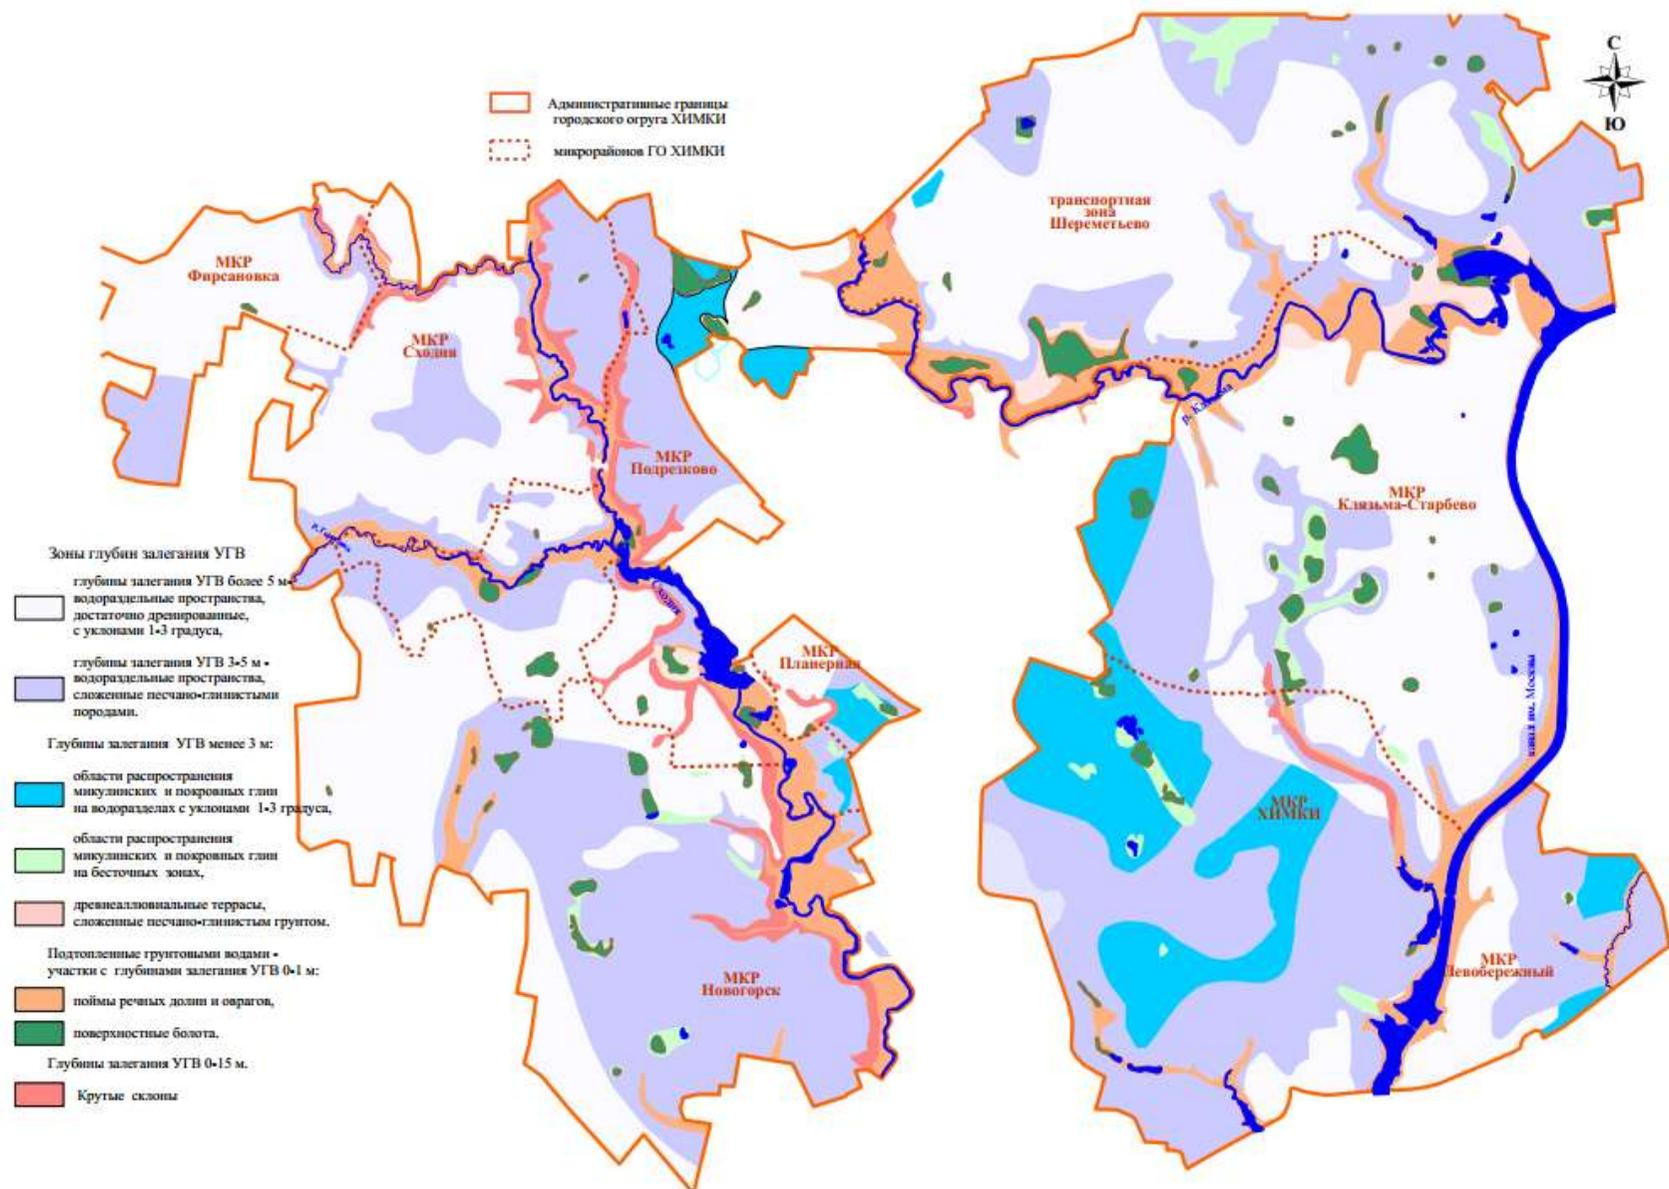 С
Ю
Административные границы
городского огруга ХИМКИ
микрорайонов ГО ХИМКИ
транспортная
зона
Шереметьево
МКР
Фирсановка
МКР
Сходня
МКР
Подрезково
р. Клязьма
МКР
Клязьма-Старбево
МКР
Планерная
канал им. Москвы
МКР
ХИМКИ
МКР
Левобережный
МКР
Новогорск
Зоны глубин залегания УГВ
глубины залегания УГВ более 5 м-
водораздельные пространства,
достаточно дренированные,
с уклонами 1-3 градуса,
глубины залегания УГВ 3-5 м -
водораздельные пространства,
сложенные песчано-глинистыми
породами.
Глубины залегания УГВ менее 3 м:
области распространения
микулинских и покровных глин
на водоразделах с уклонами 1-3 градуса,
области распространения
микулинских и покровных глин
на бесточных зонах,
древнеаллювиальные террасы,
сложенные песчано-глинистым грунтом.
Подтопленные грунтовыми водами -
участки с глубинами залегания УГВ 0-1 м:
поймы речных долин и оврагов,
поверхностные болота.
Глубины залегания УГВ 0-15 м.
Крутые склоны